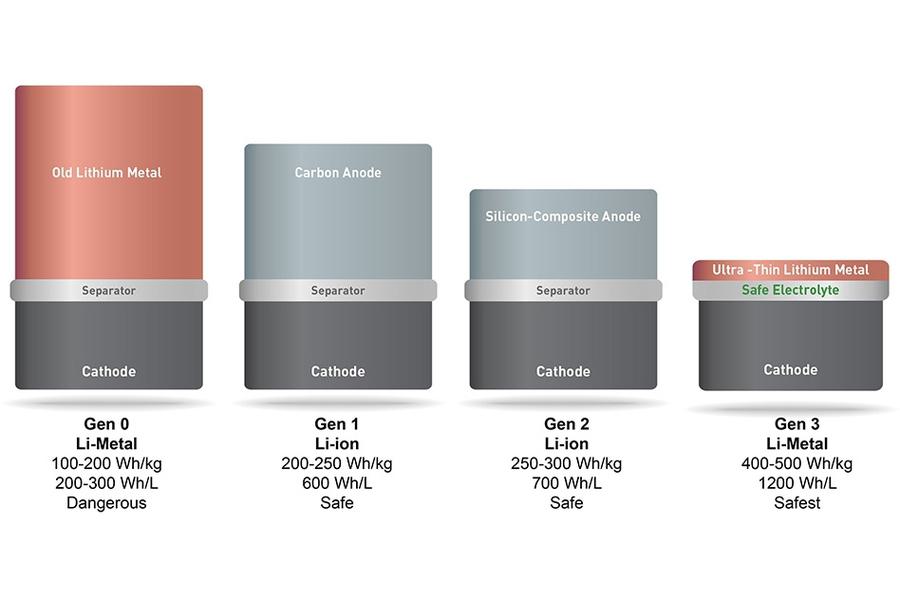 Old Lithium Metal
Separator
Cathode
Gen 0
Li-Metal
100-200 Wh/kg
200-300 Wh/L
Dangerous
Carbon Anode
Separator
Cathode
Gen 1
Li-ion
200-250 Wh/kg
600 Wh/L
Safe
Silicon-Composite Anode
Separator
Cathode
Gen 2
Li-ion
250-300 Wh/kg
700 Wh/L
Safe
Ultra -Thin Lithium Metal
Safe Electrolyte
Cathode
Gen 3
Li-Metal
400-500 Wh/kg
1200 Wh/L
Safest